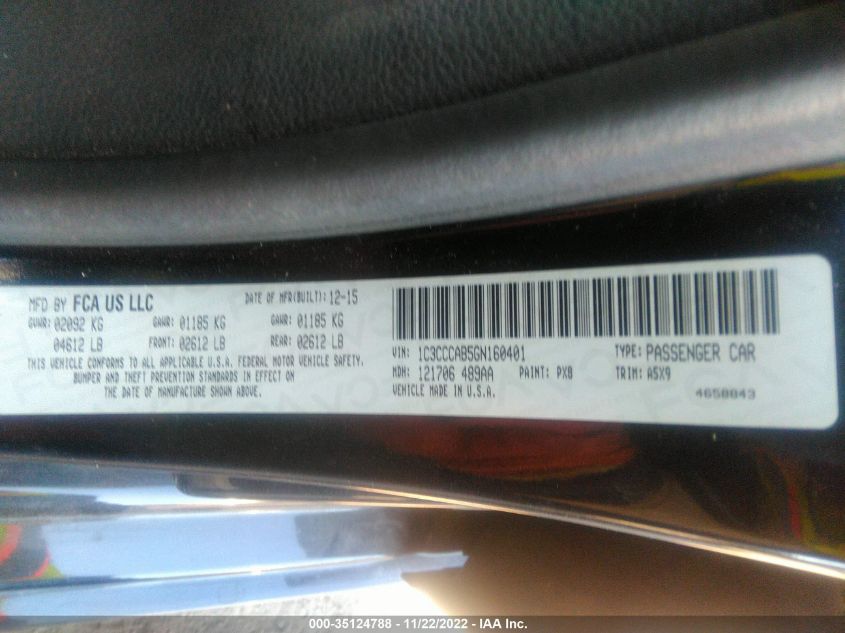 MFD BY FCA US LLC DATE OF MFR(BUILT): 12-15
GVWR: 02092 KG GAWR: 01185 KG GAWR: 01185 KG
04612 LB FRONT: 02612 LB REAR: 02612 LB
THIS VEHICLE CONFORMS TO ALL APPLICABLE U.S.A. FEDERAL MOTOR VEHICLE SAFETY,
BUMPER AND THEFT PREVENTION STANDARDS IN EFFECT ON
THE DATE OF MANUFACTURE SHOWN ABOVE.
VIN: 1C3CCCAB5GN160401 TYPE: PASSENGER CAR
MDH: 121706 489AA PAINT: PX8 TRIM: A5X9
VEHICLE MADE IN U.S.A. 4658843
000-35124788 - 11/22/2022 - IAA Inc.